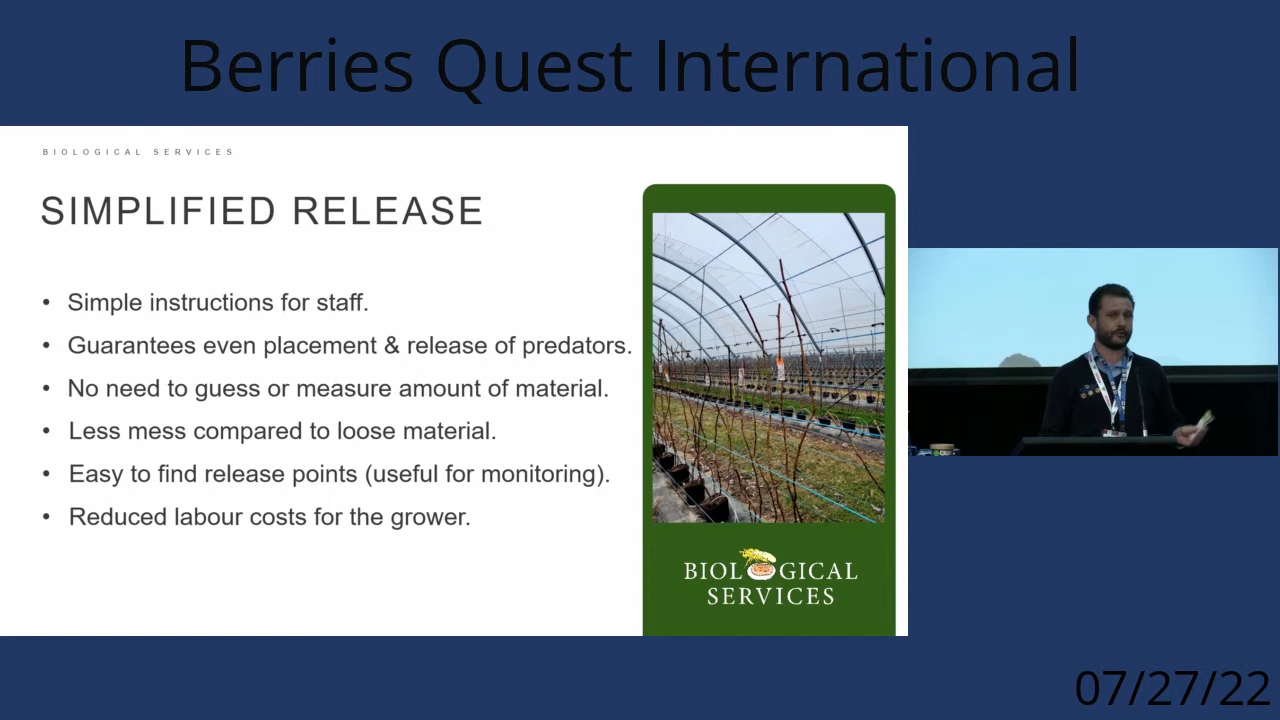 Berries Quest International
BIOLOGICAL SERVICES
SIMPLIFIED RELEASE
• Simple instructions for staff.
• Guarantees even placement & release of predators.
• No need to guess or measure amount of material.
• Less mess compared to loose material.
• Easy to find release points (useful for monitoring).
• Reduced labour costs for the grower.
BIOLOGICAL
SERVICES
07/27/22